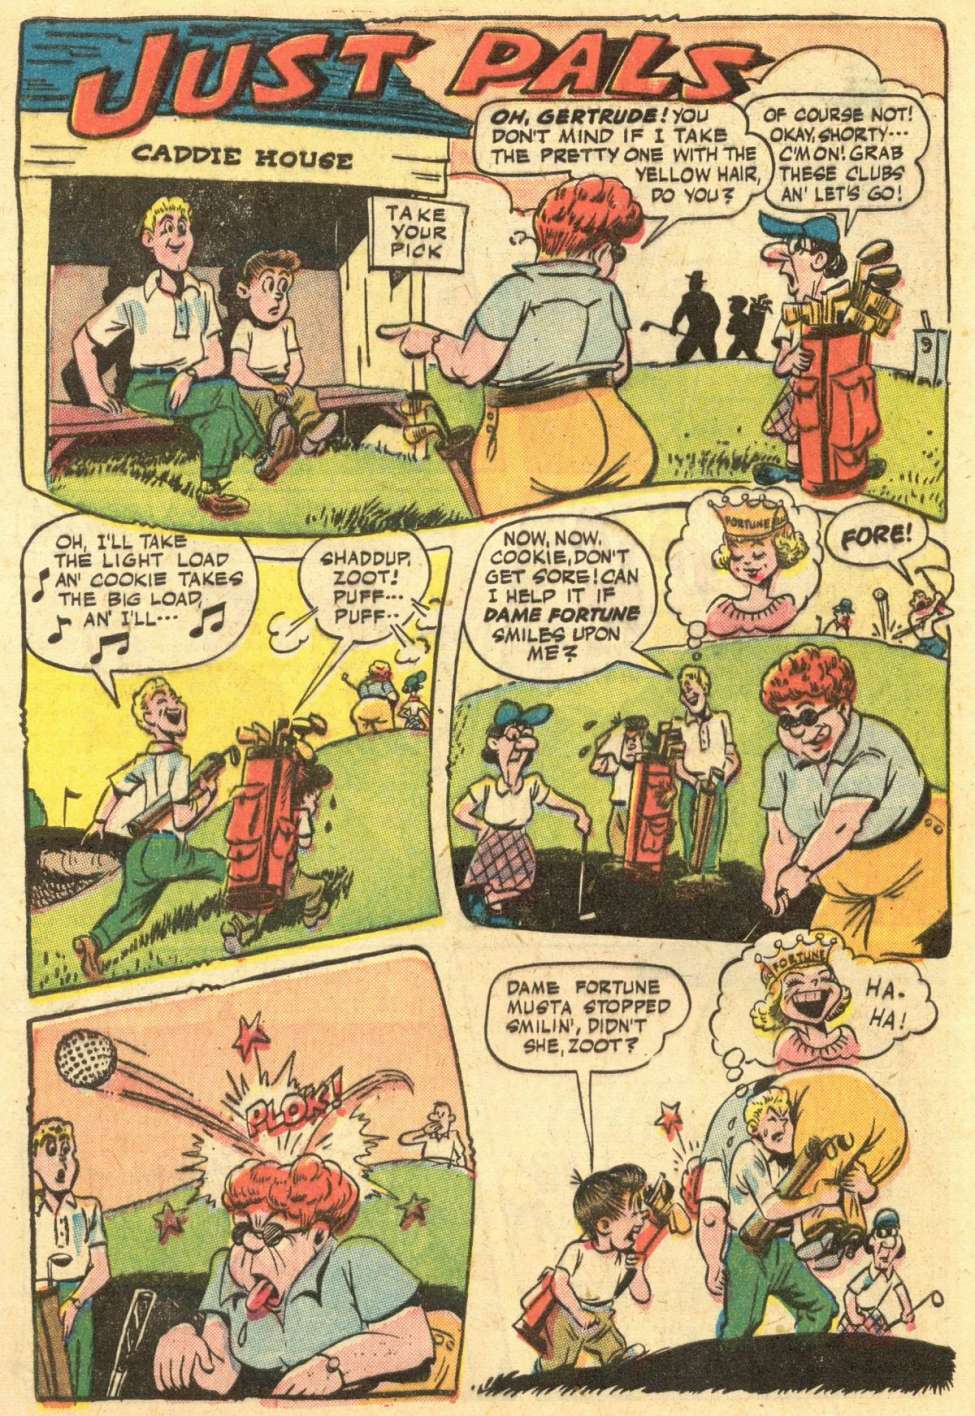 JUST PALS
CADDIE HOUSE
TAKE
YOUR
PICK
OH, GERTRUDE! YOU
DON'T MIND IF I TAKE
THE PRETTY ONE WITH THE
YELLOW HAIR,
DO YOU?
OF COURSE NOT!
OKAY, SHORTY---
C'MON! GRAB
THESE CLUBS
AN' LET'S GO!
9
OH, I'LL TAKE
THE LIGHT LOAD
AN' COOKIE TAKES
THE BIG LOAD,
AN' I'LL---
SHADDUP,
ZOOT!
PUFF---
PUFF--
NOW, NOW,
COOKIE, DON'T
GET SORE! CAN
I HELP IT IF
DAME FORTUNE
SMILES UPON
ME?
FORTUNE
FORE!
PLOK!
DAME FORTUNE
MUSTA STOPPED
SMILIN', DIDN'T
SHE, ZOOT?
FORTUNE
HA-
HA!